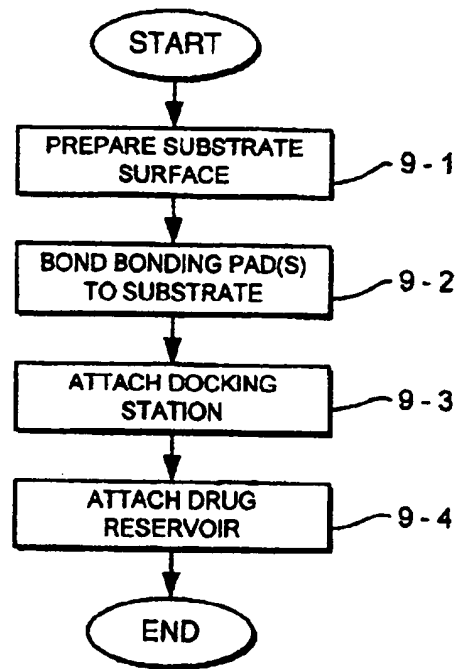 START
PREPARE SUBSTRATE
SURFACE
9-1
BOND BONDING PAD(S)
TO SUBSTRATE
9-2
ATTACH DOCKING
STATION
9-3
ATTACH DRUG
RESERVOIR
9-4
END